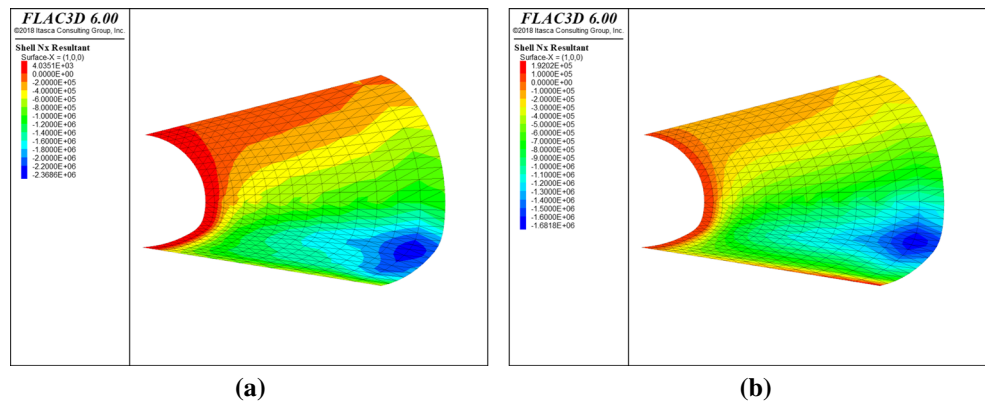 FLAC3D 6.00
©2018 Itasca Consulting Group, Inc.
Shell Nx Resultant
Surface-X = (1,0,0)
4.0351E+03
0.0000E+00
-2.0000E+05
-4.0000E+05
-6.0000E+05
-8.0000E+05
-1.0000E+06
-1.2000E+06
-1.4000E+06
-1.6000E+06
-1.8000E+06
-2.0000E+06
-2.2000E+06
-2.3686E+06
(a)
FLAC3D 6.00
©2018 Itasca Consulting Group, Inc.
Shell Nx Resultant
Surface-X = (1,0,0)
1.9202E+05
1.0000E+05
0.0000E+00
-1.0000E+05
-2.0000E+05
-3.0000E+05
-4.0000E+05
-5.0000E+05
-6.0000E+05
-7.0000E+05
-8.0000E+05
-9.0000E+05
-1.0000E+06
-1.1000E+06
-1.2000E+06
-1.3000E+06
-1.4000E+06
-1.5000E+06
-1.6000E+06
-1.6818E+06
(b)